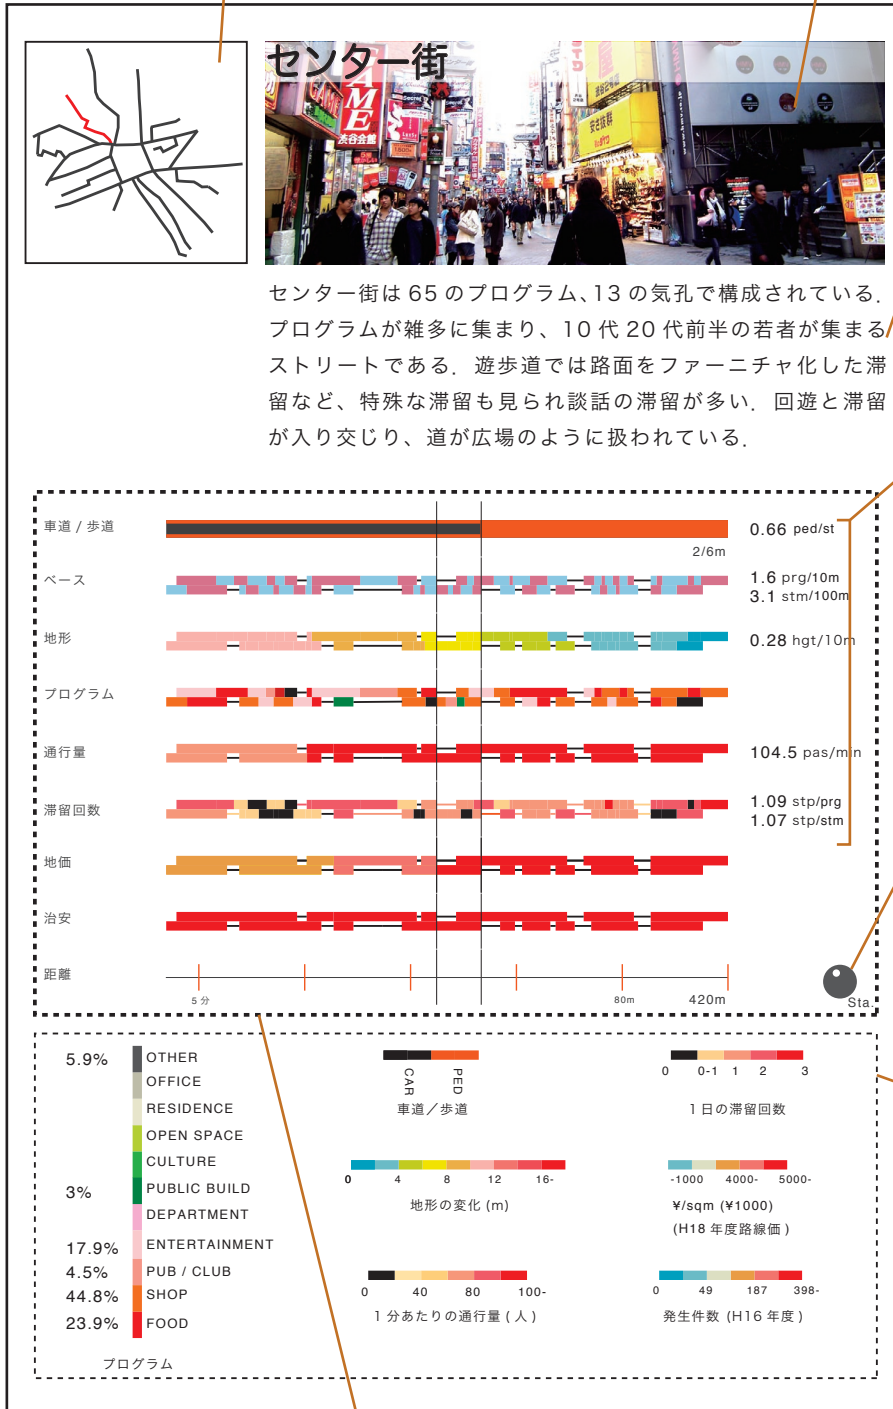 センター街
GAME
渋谷会館
安さ抜群
センター街は 65 のプログラム、13 の気孔で構成されている.
プログラムが雑多に集まり、10 代 20 代前半の若者が集まる
ストリートである. 遊歩道では路面をファーニチャ化した滞
留など、特殊な滞留も見られ談話の滞留が多い. 回遊と滞留
が入り交じり、道が広場のように扱われている.
車道 / 歩道
0.66 ped/st
2/6m
ベース
1.6 prg/10m
3.1 stm/100m
地形
0.28 hgt/10m
プログラム
通行量
104.5 pas/min
滞留回数
1.09 stp/prg
1.07 stp/stm
地価
治安
距離
5 分
80m
420m
Sta.
5.9% OTHER
OFFICE
RESIDENCE
OPEN SPACE
CULTURE
3% PUBLIC BUILD
DEPARTMENT
17.9% ENTERTAINMENT
4.5% PUB / CLUB
44.8% SHOP
23.9% FOOD
プログラム
CAR
PED
車道／歩道
0 0-1 1 2 3
1日の滞留回数
0 4 8 12 16-
地形の変化 (m)
-1000 4000- 5000-
¥/sqm (¥1000)
(H18 年度路線価 )
0 40 80 100-
1 分あたりの通行量 ( 人 )
0 49 187 398-
発生件数 (H16 年度 )